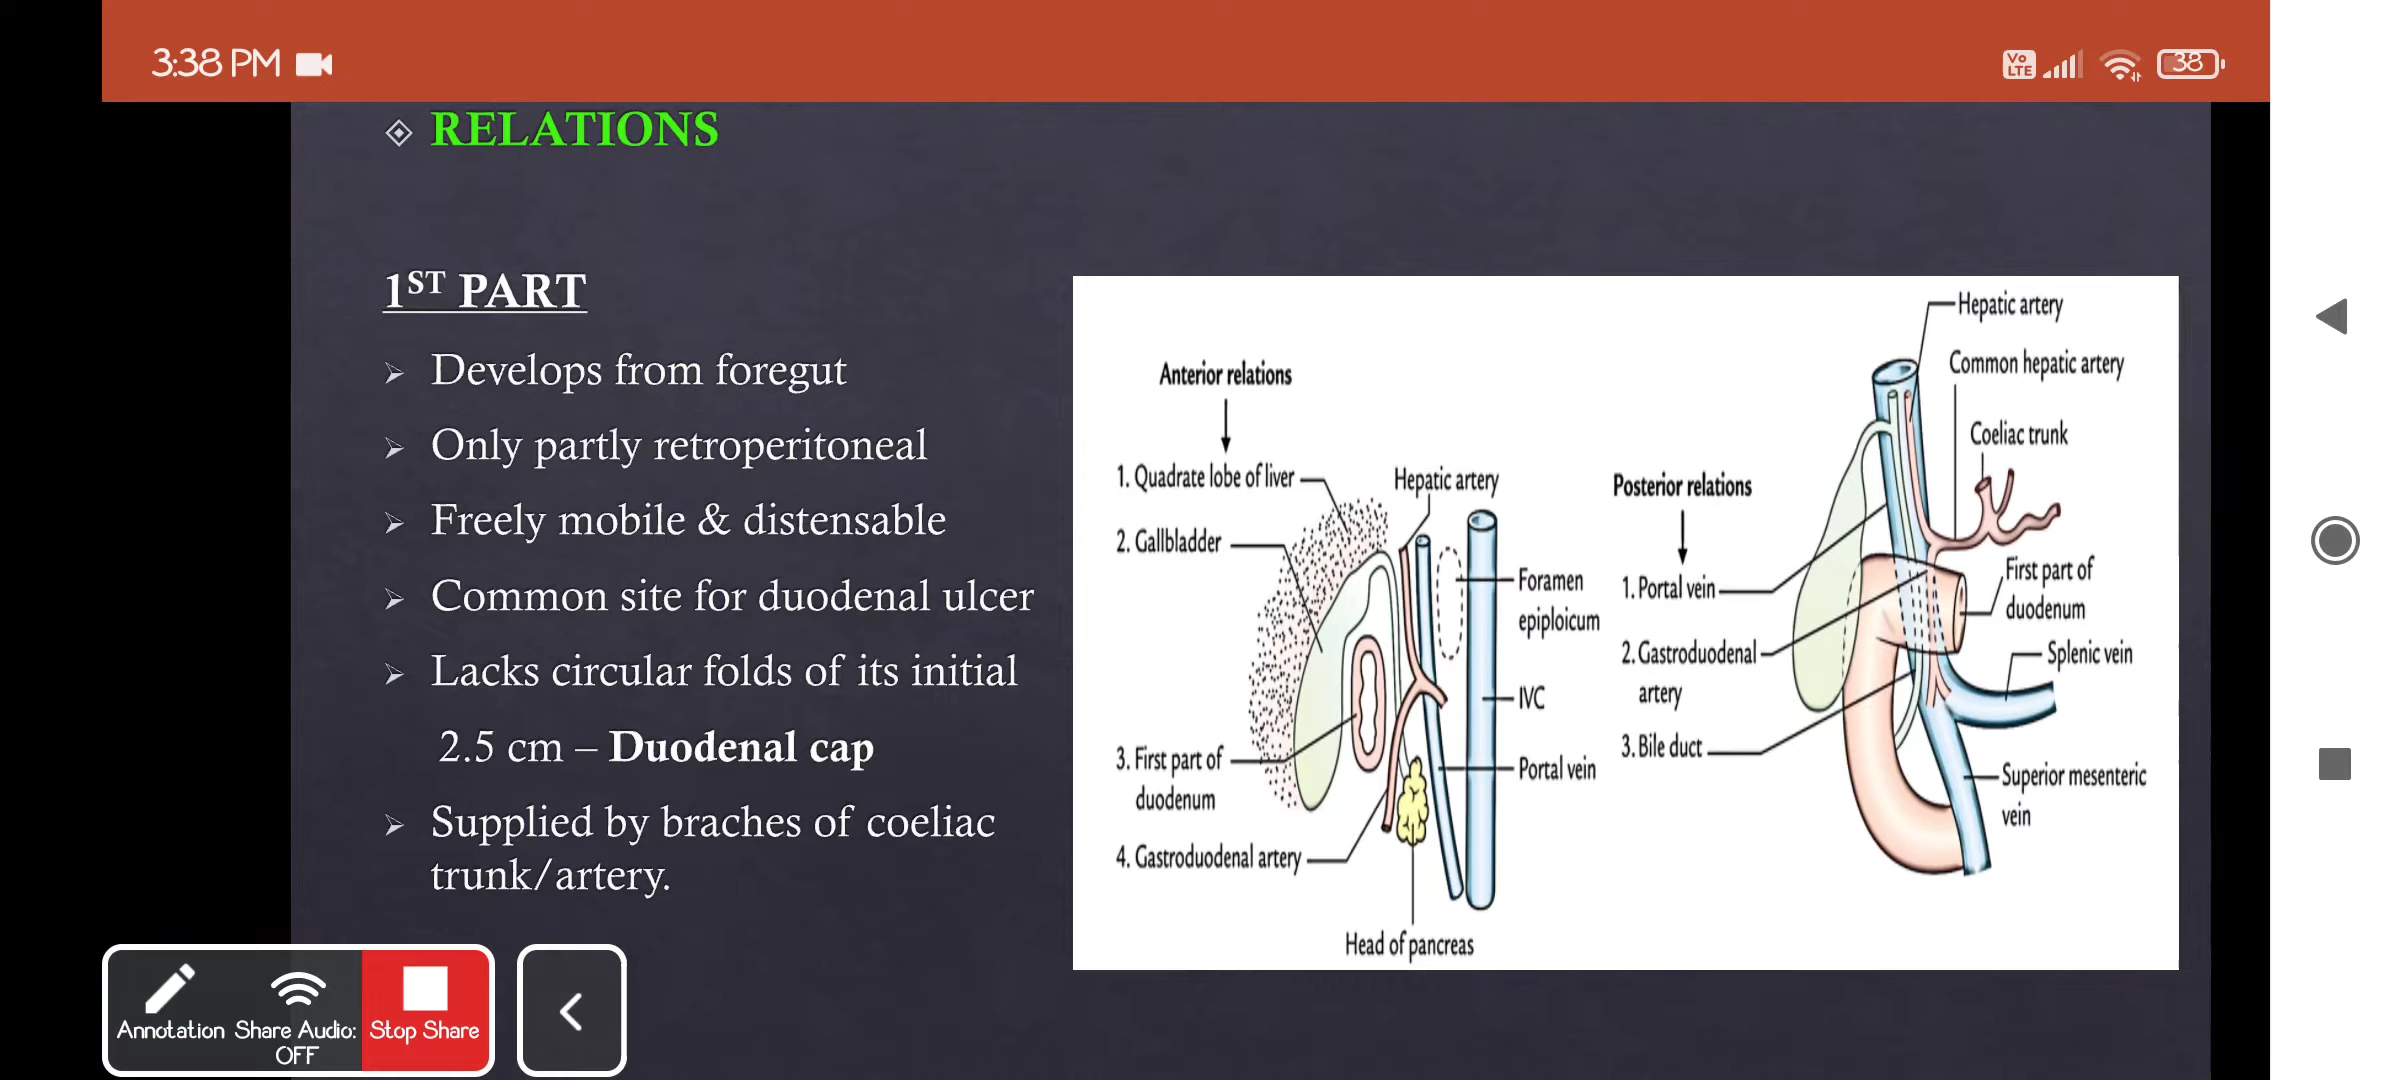 3:38 PM
Vo
LTE
38
RELATIONS
1ST PART
Develops from foregut
Only partly retroperitoneal
Freely mobile & distensable
Common site for duodenal ulcer
Lacks circular folds of its initial
2.5 cm – Duodenal cap
Supplied by braches of coeliac
trunk/artery.
Anterior relations
1. Quadrate lobe of liver
Hepatic artery
2. Gallbladder
Foramen
epiploicum
IVC
3. First part of
duodenum
Portal vein
4. Gastroduodenal artery
Head of pancreas
Hepatic artery
Common hepatic artery
Coeliac trunk
Posterior relations
1. Portal vein
First part of
duodenum
2. Gastroduodenal
artery
Splenic vein
3. Bile duct
Superior mesenteric
vein
Annotation
Share Audio:
OFF
Stop Share